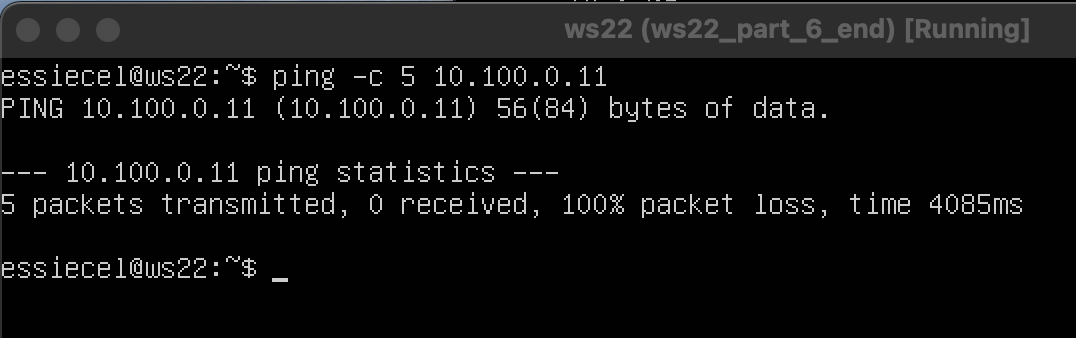 ws22 (ws22_part_6_end) [Running]
essiecel@ws22:~$ ping -c 5 10.100.0.11
PING 10.100.0.11 (10.100.0.11) 56(84) bytes of data.
--- 10.100.0.11 ping statistics ---
5 packets transmitted, 0 received, 100% packet loss, time 4085ms
essiecel@ws22:~$ _